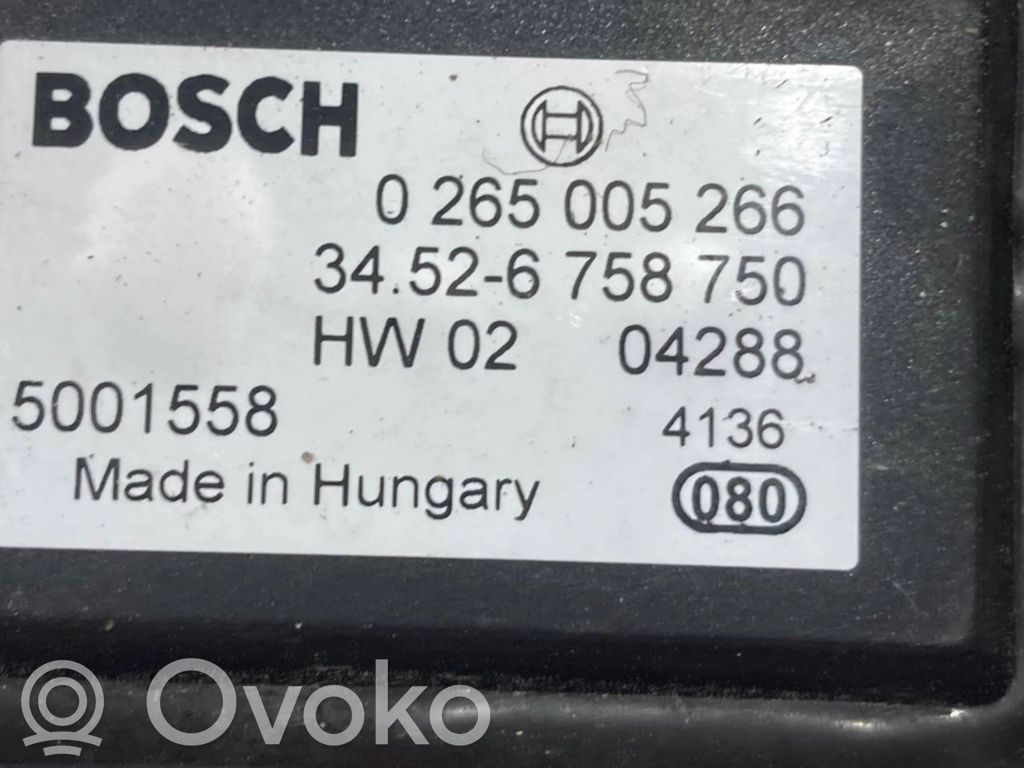 BOSCH
0 265 005 266
34.52-6 758 750
HW 02 04288
5001558 4136
Made in Hungary 080
Ovoko